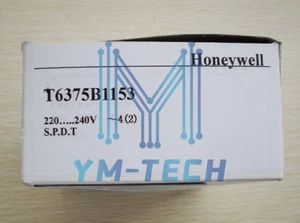 Honeywell
T6375B1153
220.....240V ~4(2)
S.P.D.T
YM-TECH